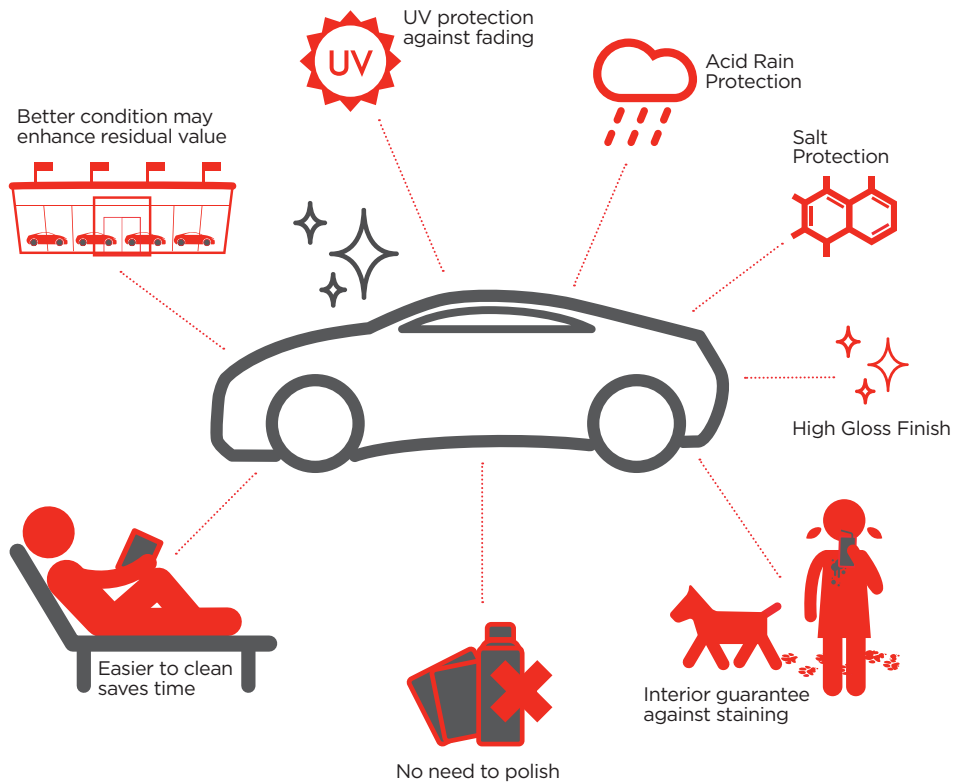 UV protection
against fading
UV
Acid Rain
Protection
Better condition may
enhance residual value
Salt
Protection
High Gloss Finish
Easier to clean
saves time
Interior guarantee
against staining
No need to polish